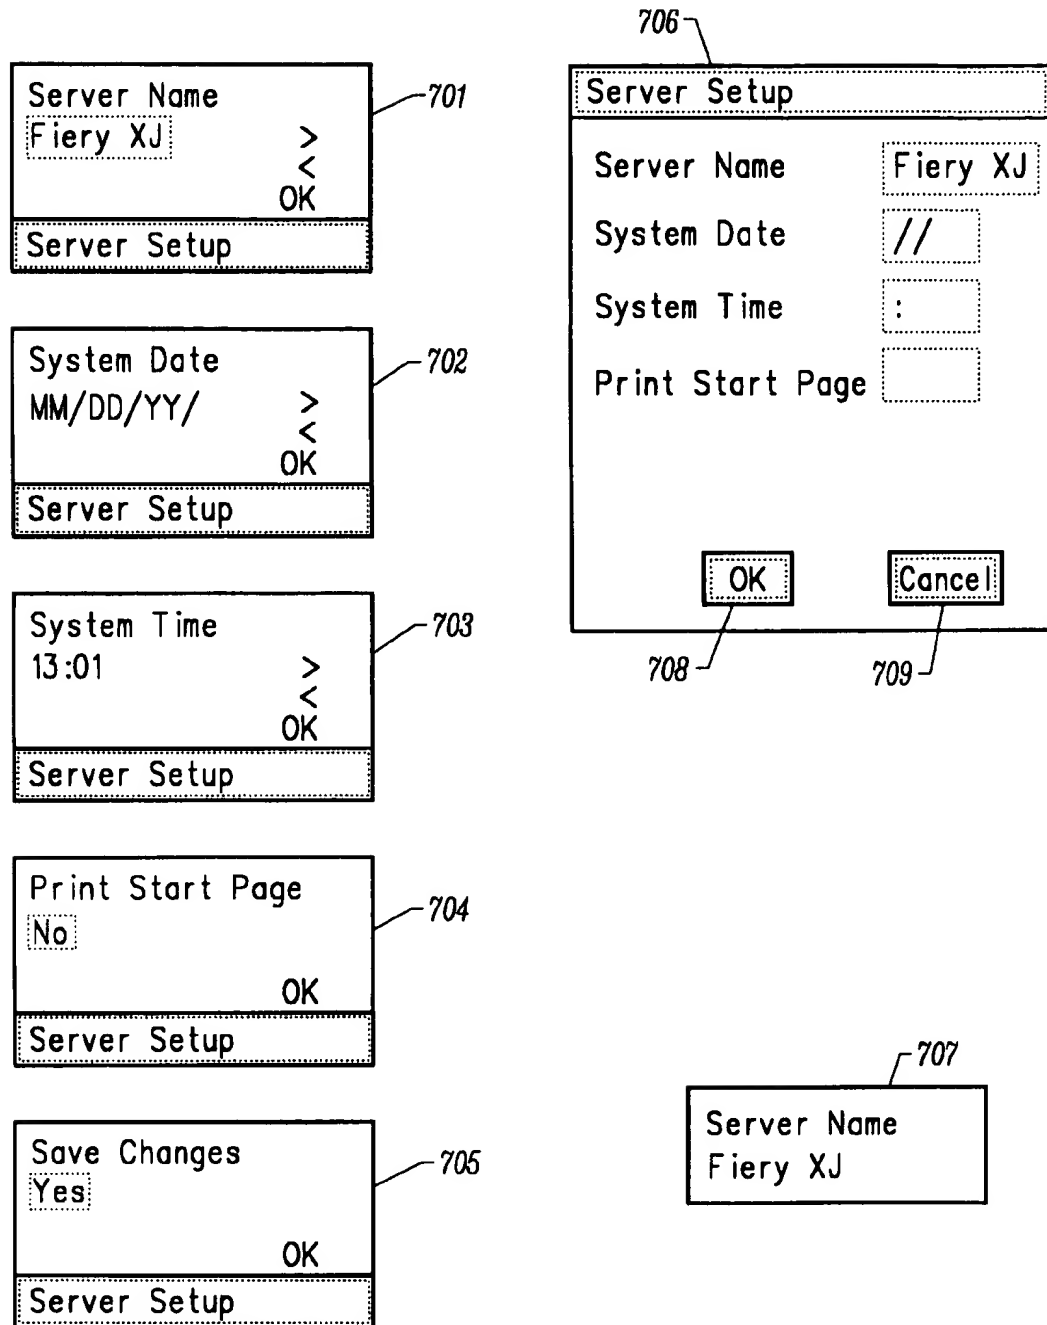 Server Name
Fiery XJ
>
<
OK
Server Setup
701
System Date
MM/DD/YY/
>
<
OK
Server Setup
702
System Time
13:01
>
<
OK
Server Setup
703
Print Start Page
No
OK
Server Setup
704
Save Changes
Yes
OK
Server Setup
705
706
Server Setup
Server Name Fiery XJ
System Date //
System Time :
Print Start Page
OK Cancel
708 709
707
Server Name
Fiery XJ